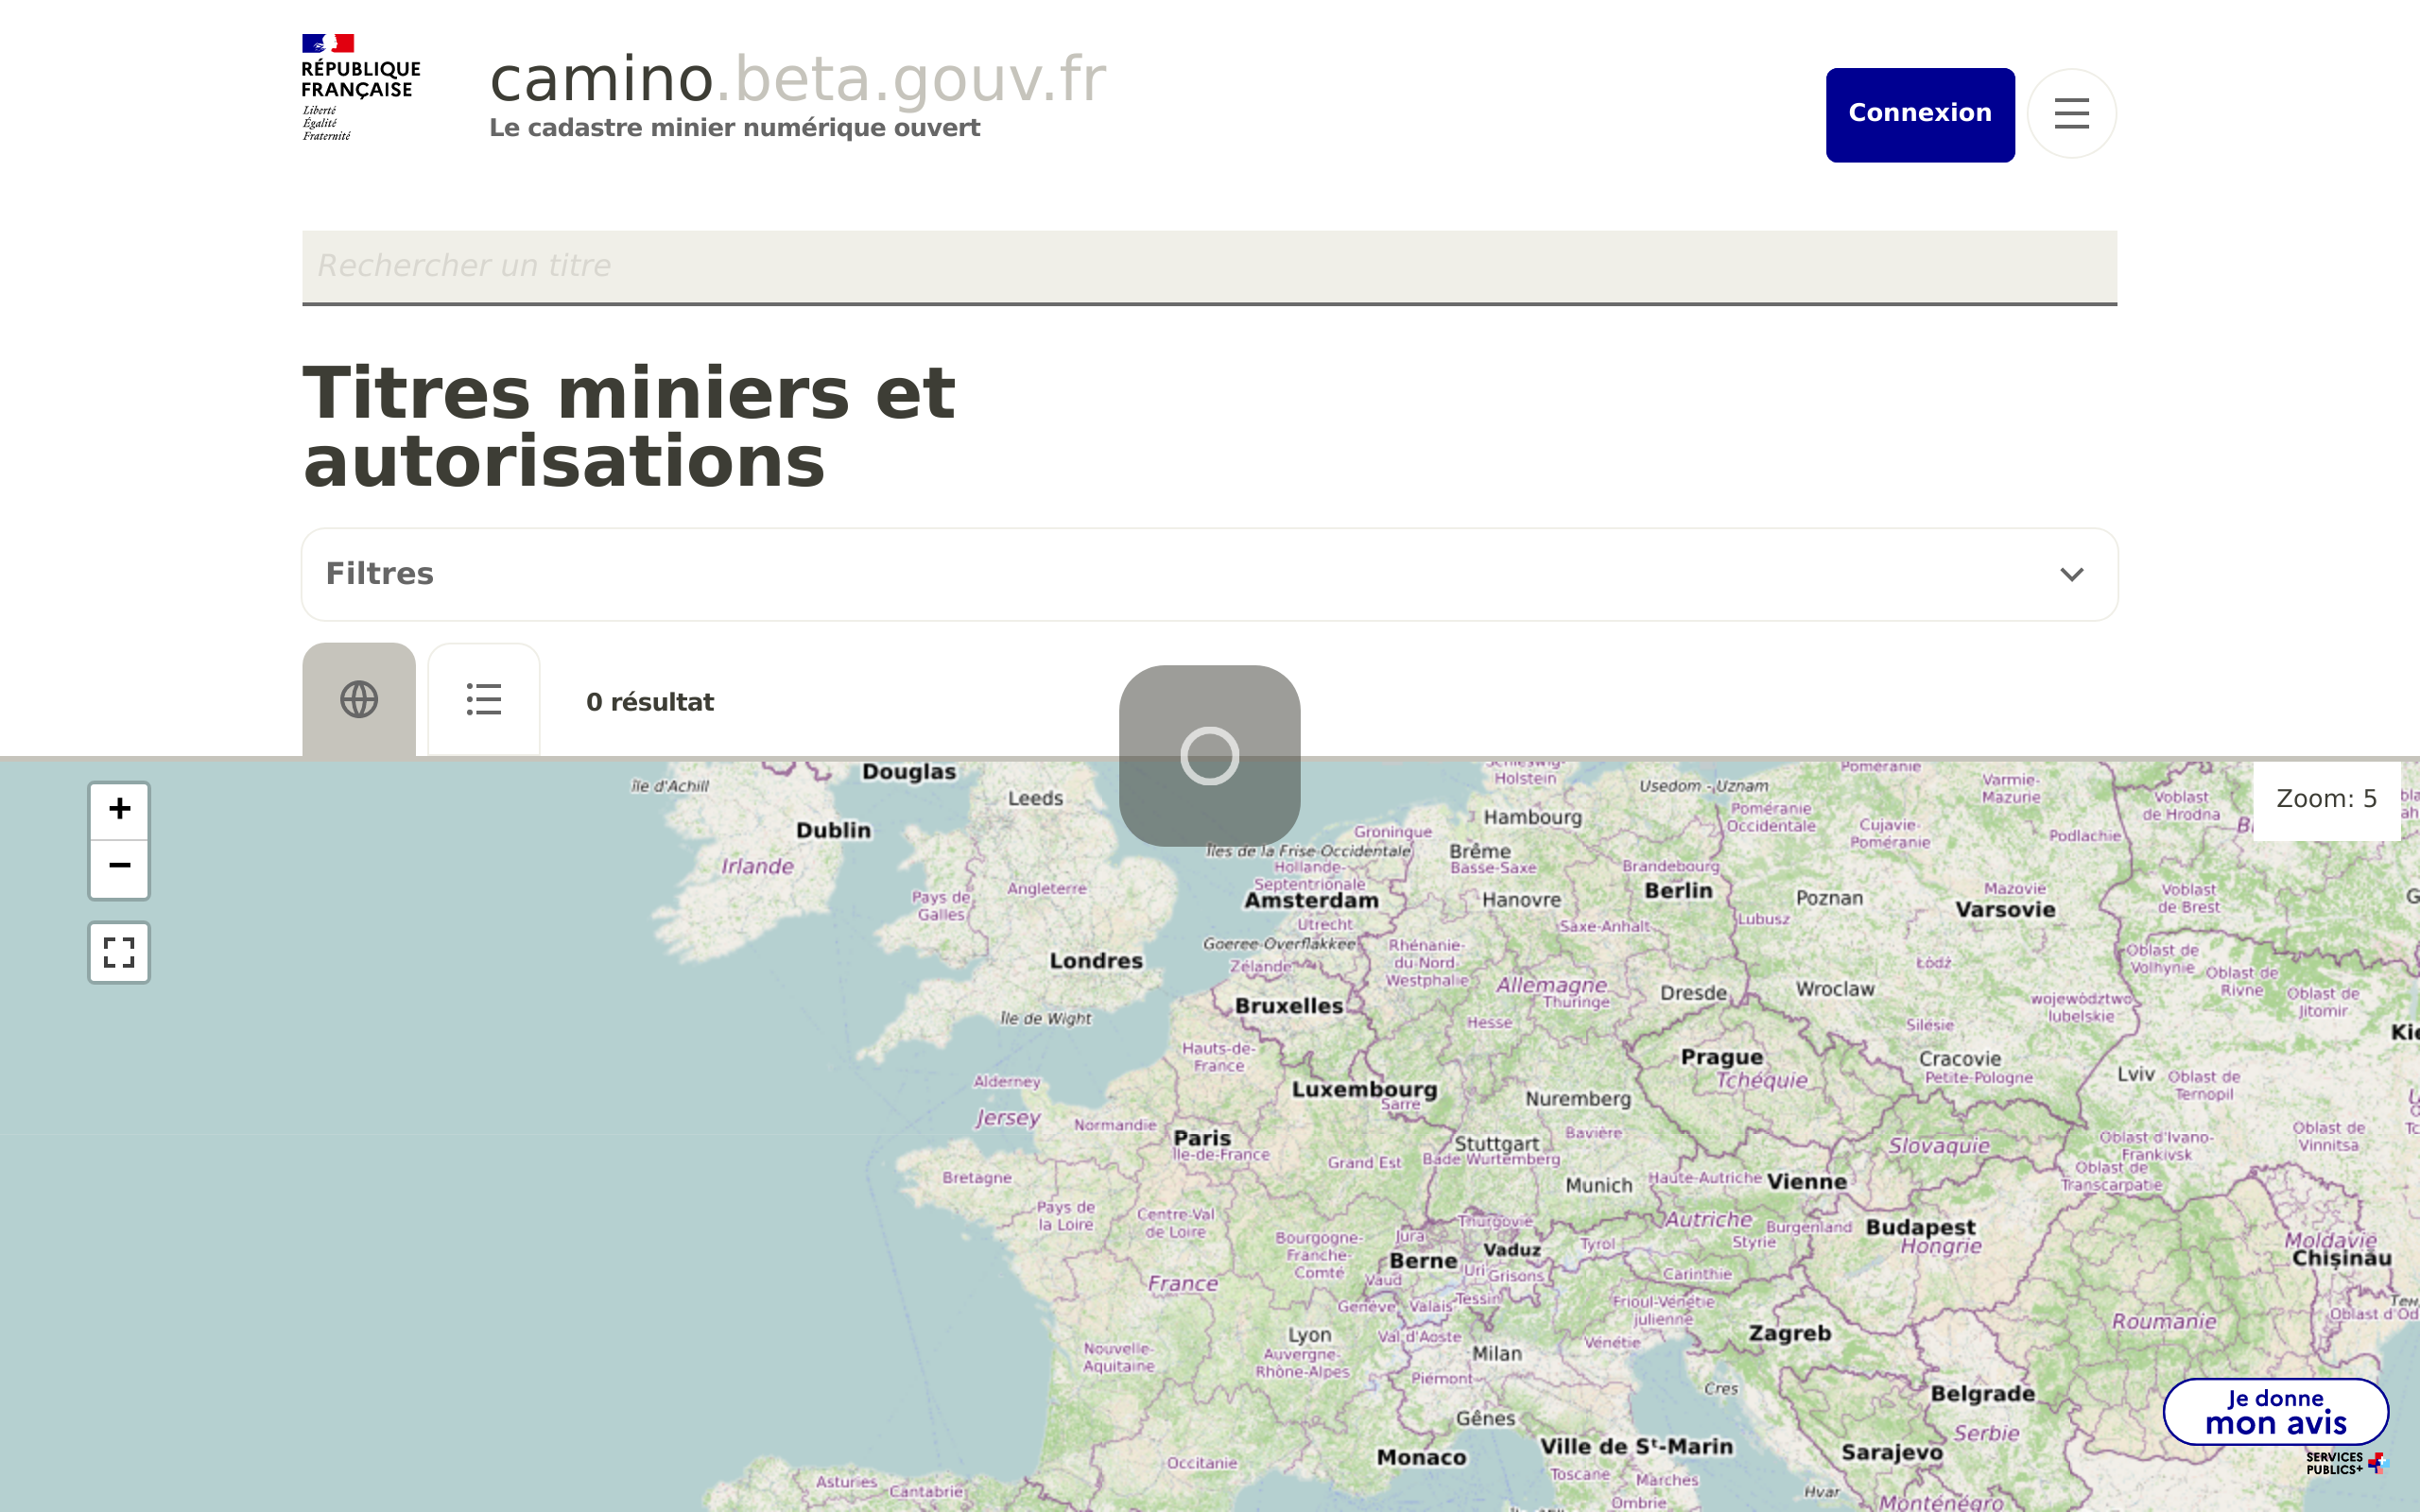 RÉPUBLIQUE
FRANÇAISE
Liberté
Égalité
Fraternité
camino.beta.gouv.fr
Le cadastre minier numérique ouvert
Connexion
Rechercher un titre
Titres miniers et
autorisations
Filtres
0 résultat
+
−
Zoom: 5
Île d'Achill
Douglas
Leeds
Dublin
Irlande
Pays de
Galles
Angleterre
Londres
Île de Wight
Holstein
Hambourg
Usedom - Uznam
Poméranie
Occidentale
Poméranie
Varmie-
Mazurie
Voblast
de Hrodna
Groningue
Îles de la Frise-Occidentale
Brême
Basse-Saxe
Hollande-
Septentrionale
Amsterdam
Utrecht
Hanovre
Brandebourg
Berlin
Cujavie-
Poméranie
Podlachie
Poznan
Mazovie
Varsovie
Voblast
de Brest
Goeree-Overflakkee
Zélande
Bruxelles
Rhénanie-
du-Nord-
Westphalie
Saxe-Anhalt
Lubusz
Allemagne
Thuringe
Dresde
Wroclaw
Łódź
Oblast de
Volhynie
Oblast de
Rivne
Oblast de
Jitomir
województwo
lubelskie
Hesse
Silésie
Hauts-de-
France
Luxembourg
Sarre
Prague
Tchéquie
Cracovie
Petite-Pologne
Lviv
Oblast de
Ternopil
Alderney
Jersey
Normandie
Nuremberg
Paris
Île-de-France
Grand Est
Stuttgart
Bade Wurtemberg
Bavière
Slovaquie
Oblast d'Ivano-
Frankivsk
Oblast de
Vinnitsa
Oblast de
Transcarpatie
Bretagne
Munich
Haute-Autriche
Vienne
Pays de
la Loire
Centre-Val
de Loire
Bourgogne-
Franche-
Comté
Jura
Thurgovie
Vaduz
Berne
Vaud
Uri
Grisons
Tyrol
Autriche
Styrie
Burgenland
Budapest
Hongrie
Moldavie
Chișinău
France
Genève
Valais
Tessin
Carinthie
Frioul-Vénétie
julienne
Lyon
Auvergne-
Rhône-Alpes
Val d'Aoste
Milan
Vénétie
Zagreb
Roumanie
Nouvelle-
Aquitaine
Piémont
Cres
Belgrade
Serbie
Gênes
Monaco
Ville de Sᵗ-Marin
Sarajevo
Occitanie
Toscane
Marches
Ombrie
Hvar
Monténégro
Asturies
Cantabrie
Je donne
mon avis
SERVICES
PUBLICS+